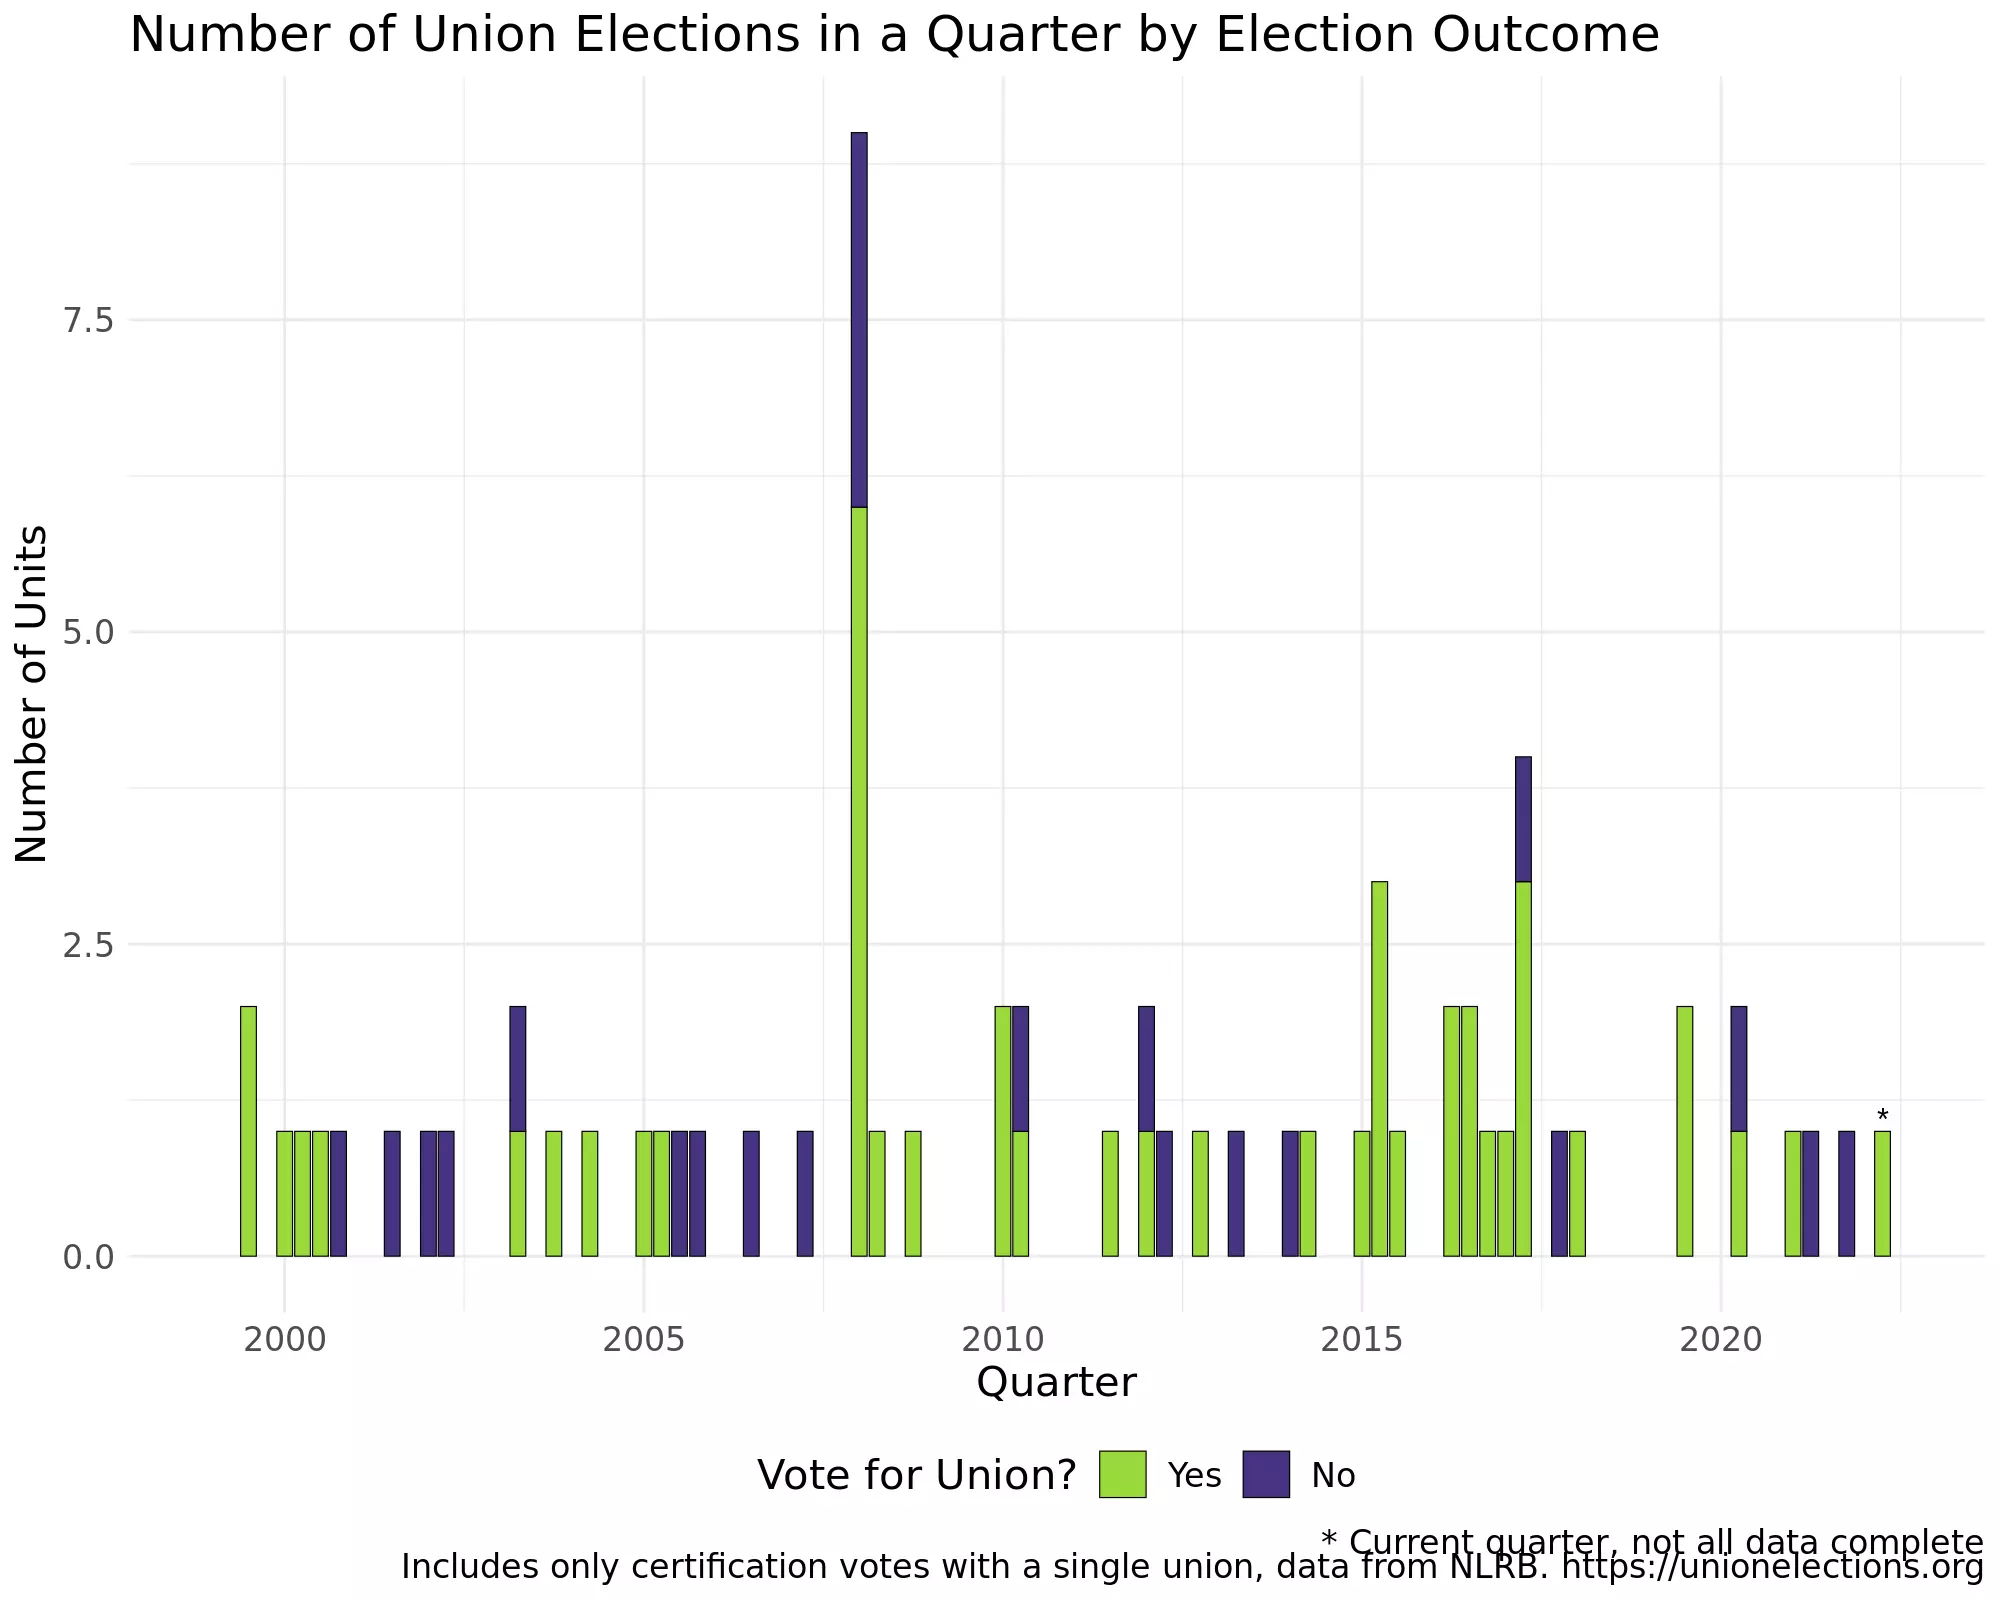 Number of Union Elections in a Quarter by Election Outcome
Number of Units
7.5
5.0
2.5
0.0
*
2000 2005 2010 2015 2020
Quarter
Vote for Union? Yes No
* Current quarter, not all data complete
Includes only certification votes with a single union, data from NLRB. https://unionelections.org